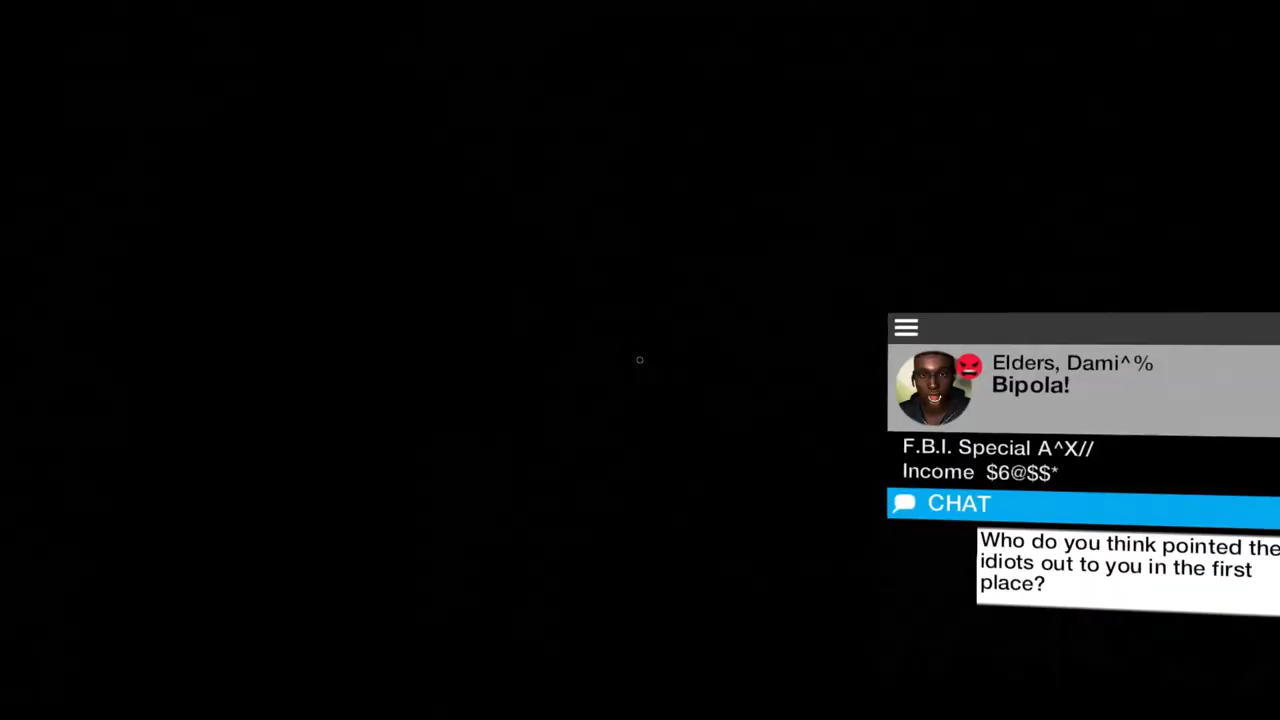 Elders, Dami^%
Bipola!
F.B.I. Special A^X//
Income $6@$$*
CHAT
Who do you think pointed the
idiots out to you in the first
place?